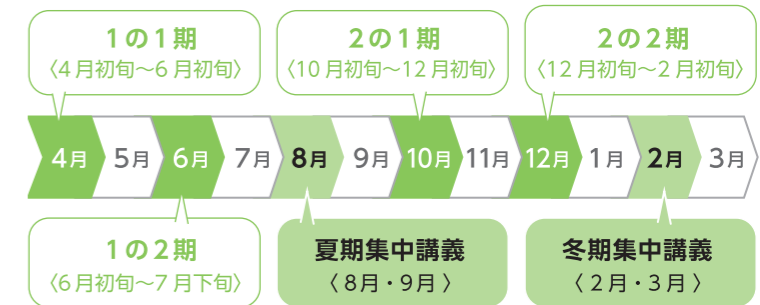 1の1期
〈4月初旬～6月初旬〉
2の1期
〈10月初旬～12月初旬〉
2の2期
〈12月初旬～2月初旬〉
4月 5月 6月 7月 8月 9月 10月 11月 12月 1月 2月 3月
1の2期
〈6月初旬～7月下旬〉
夏期集中講義
〈8月・9月〉
冬期集中講義
〈2月・3月〉